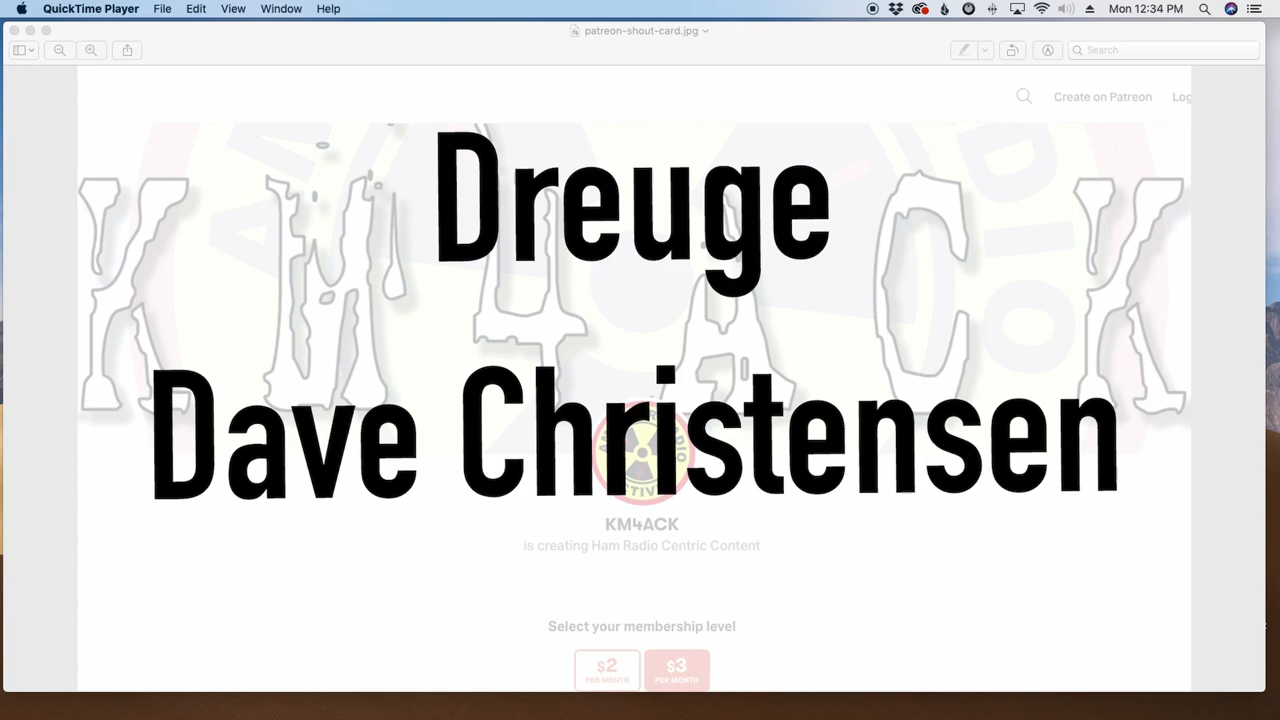 QuickTime Player File Edit View Window Help Mon 12:34 PM
patreon-shout-card.jpg
Search
Create on Patreon Log
KM4ACK
Dreuge
Dave Christensen
KM4ACK
is creating Ham Radio Centric Content
Select your membership level
$2 $3
PER MONTH PER MONTH